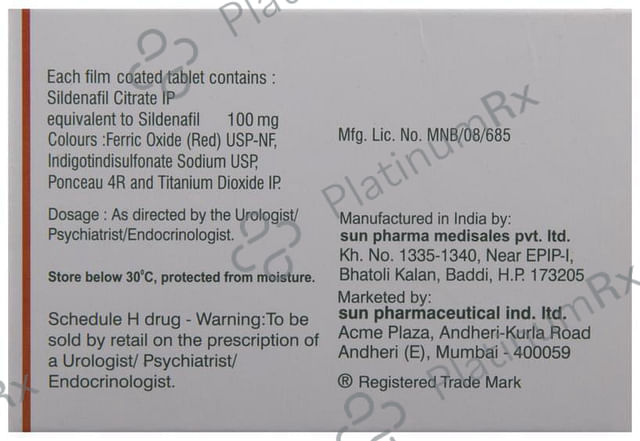 Each film coated tablet contains :
Sildenafil Citrate IP
equivalent to Sildenafil 100 mg
Colours :Ferric Oxide (Red) USP-NF,
Indigotindisulfonate Sodium USP,
Ponceau 4R and Titanium Dioxide IP.
Dosage : As directed by the Urologist/
Psychiatrist/Endocrinologist.
Store below 30°C, protected from moisture.
Schedule H drug - Warning:To be
sold by retail on the prescription of
a Urologist/ Psychiatrist/
Endocrinologist.
Mfg. Lic. No. MNB/08/685
Manufactured in India by:
sun pharma medisales pvt. ltd.
Kh. No. 1335-1340, Near EPIP-I,
Bhatoli Kalan, Baddi, H.P. 173205
Marketed by:
sun pharmaceutical ind. ltd.
Acme Plaza, Andheri-Kurla Road
Andheri (E), Mumbai - 400059
® Registered Trade Mark
PlatinumRx
PlatinumRx